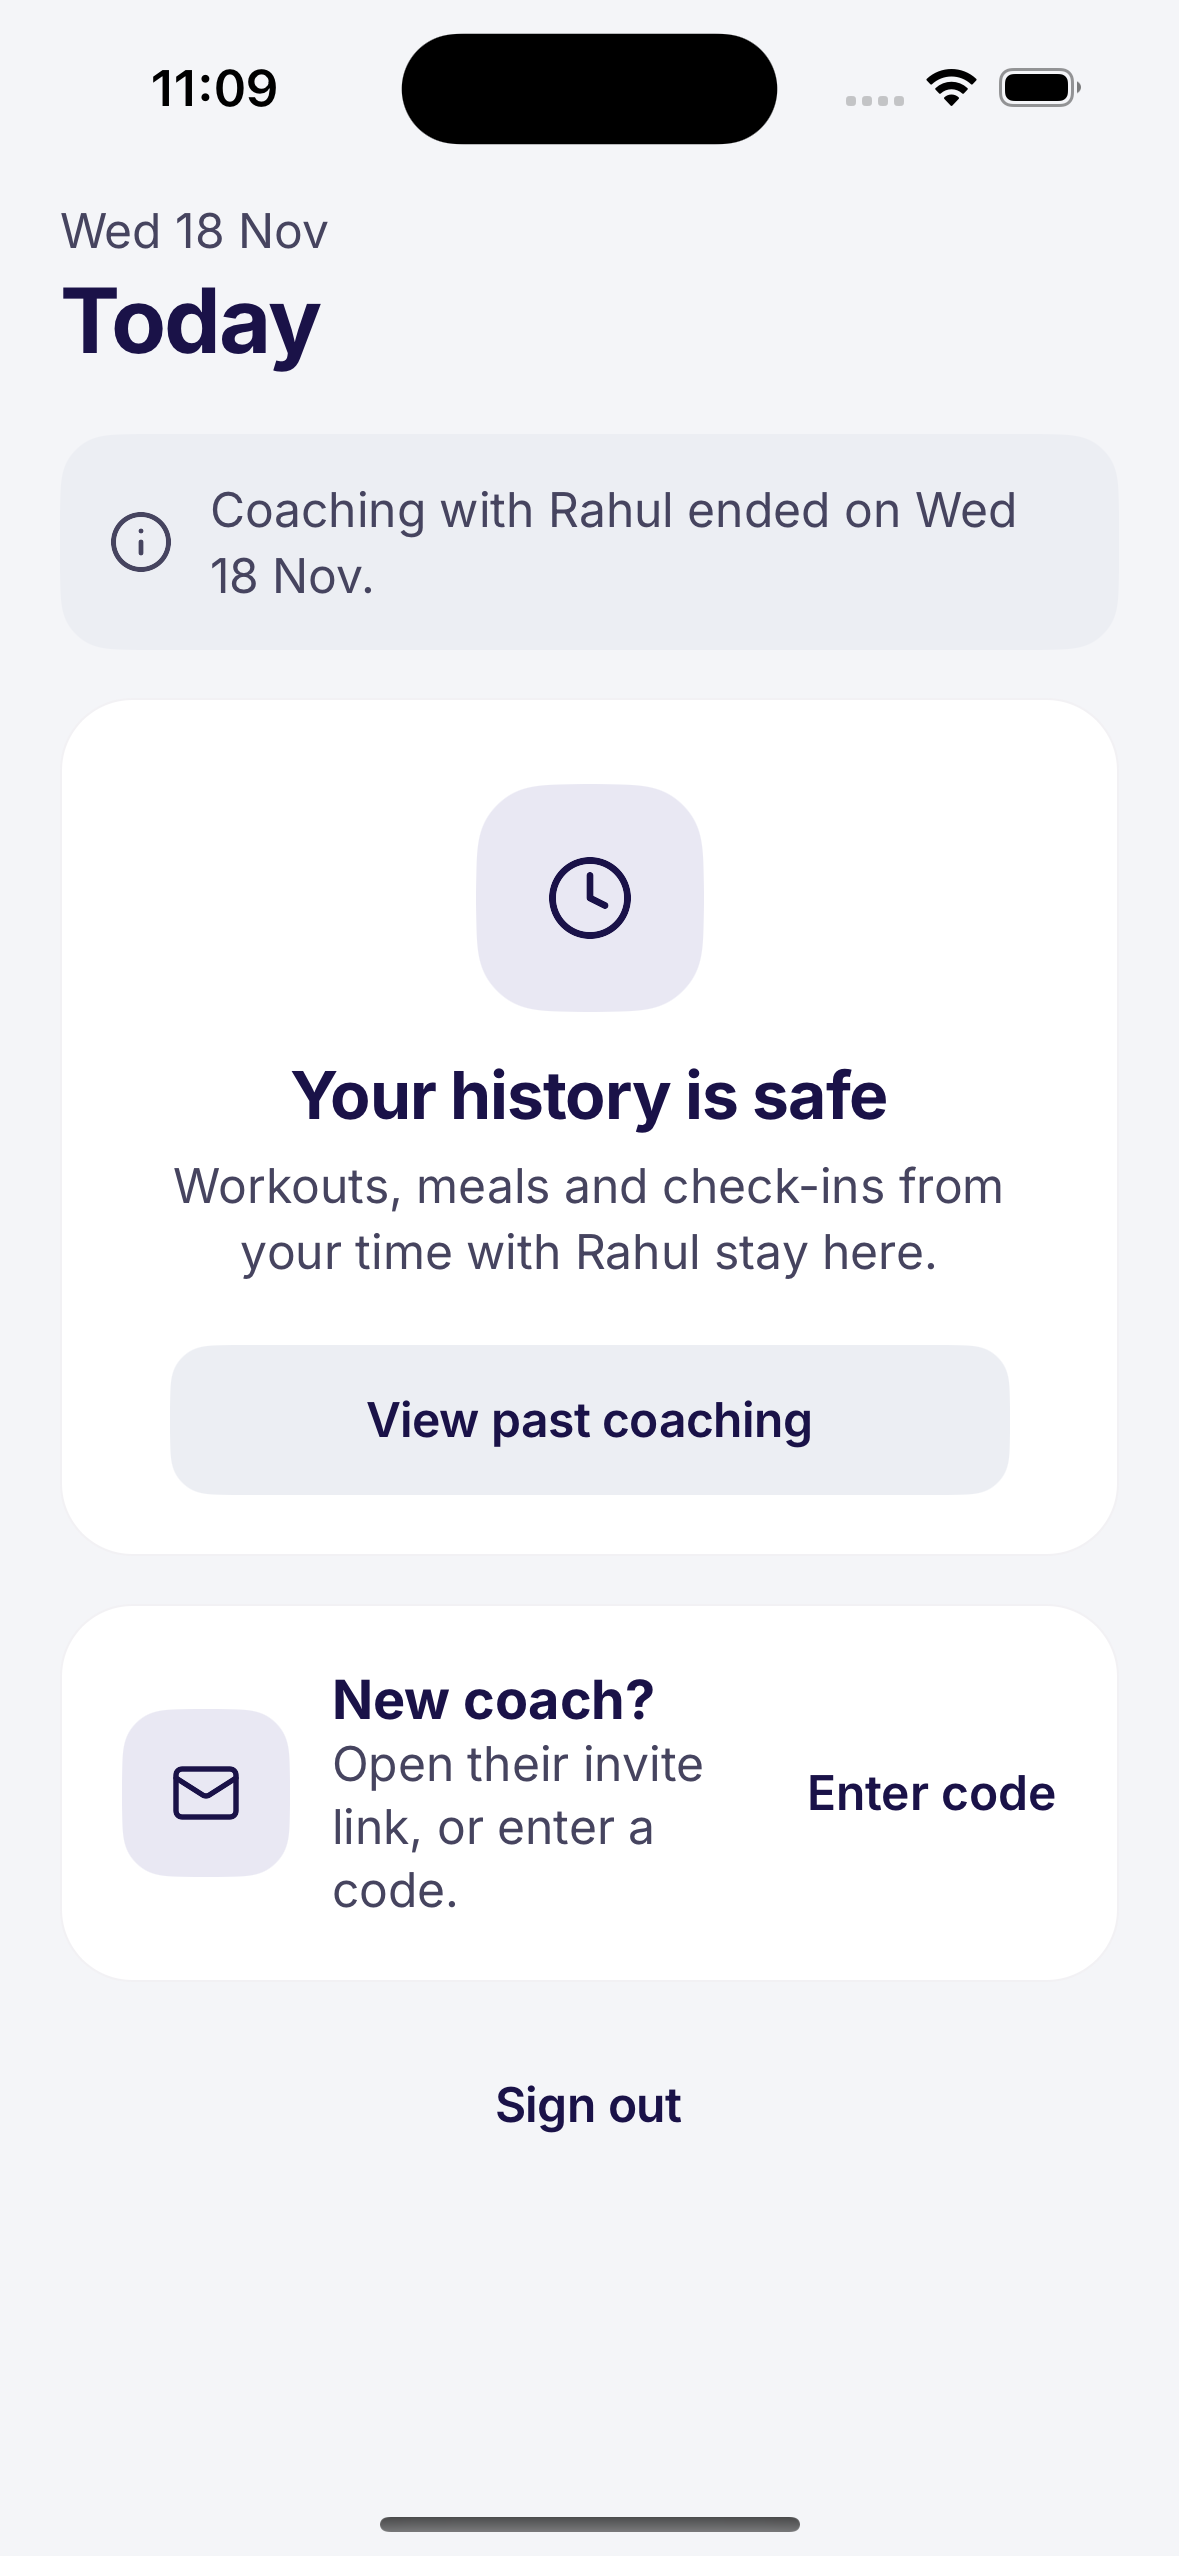 11:09
Wed 18 Nov
Today
Coaching with Rahul ended on Wed
18 Nov.
Your history is safe
Workouts, meals and check-ins from
your time with Rahul stay here.
View past coaching
New coach?
Open their invite
link, or enter a
code.
Enter code
Sign out